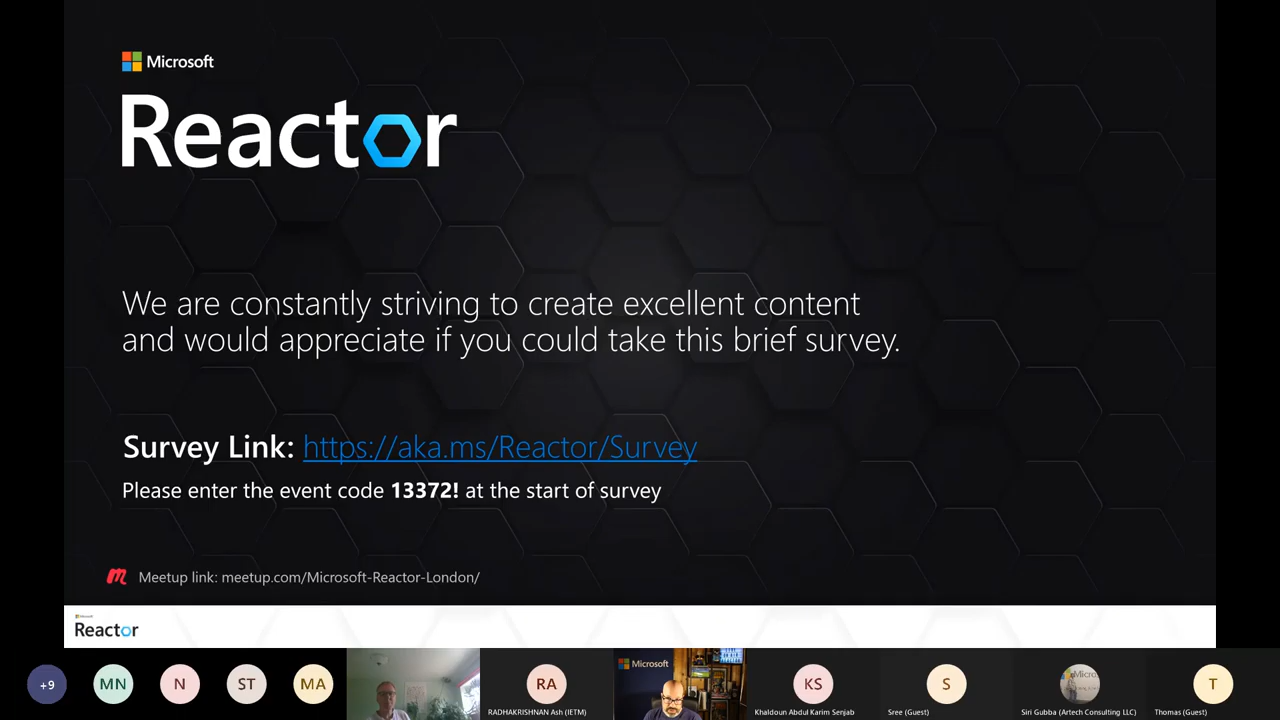 Microsoft
Reactor
We are constantly striving to create excellent content
and would appreciate if you could take this brief survey.
Survey Link: https://aka.ms/Reactor/Survey
Please enter the event code 13372! at the start of survey
Meetup link: meetup.com/Microsoft-Reactor-London/
Microsoft
Reactor
+9
MN
N
ST
MA
RA
RADHAKRISHNAN Ash (IETM)
Microsoft
KS
Khaldoun Abdul Karim Senjab
S
Sree (Guest)
Siri Gubba (Artech Consulting LLC)
T
Thomas (Guest)